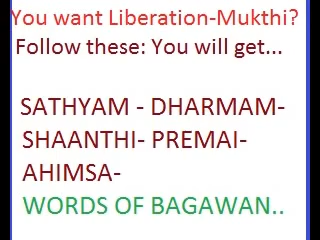 You want Liberation-Mukthi?
Follow these: You will get...
SATHYAM - DHARMAM-
SHAANTHI- PREMAI-
AHIMSA-
WORDS OF BAGAWAN..